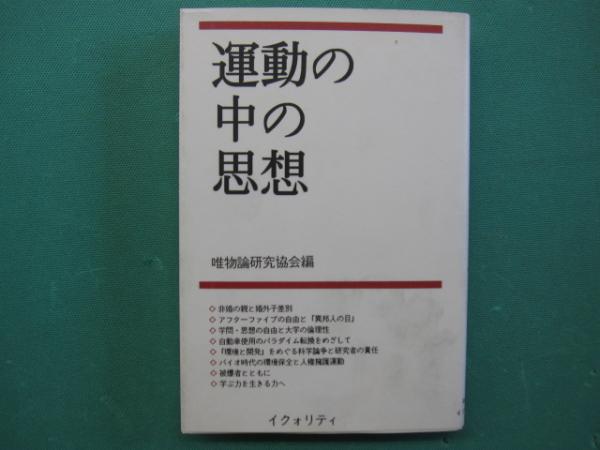 運動の
中の
思想
唯物論研究協会編
◇非婚の親と婚外子差別
◇アフターファイブの自由と「異邦人の日」
◇学問・思想の自由と大学の倫理性
◇自動車使用のパラダイム転換をめざして
◇「環境と開発」をめぐる科学論争と研究者の責任
◇バイオ時代の環境保全と人権擁護運動
◇被爆者とともに
◇学ぶ力を生きる力へ
イクォリティ